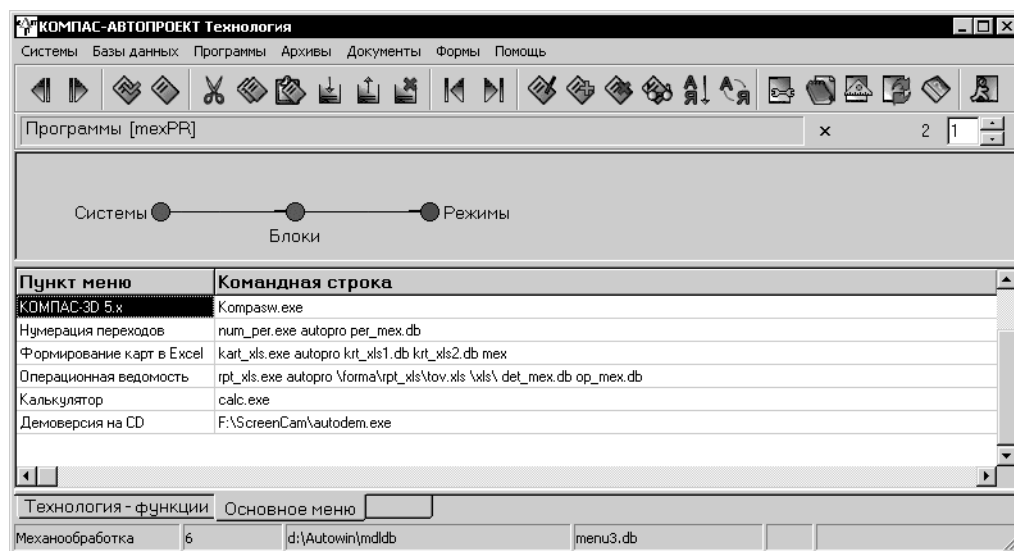 КОМПАС-АВТОПРОЕКТ Технология
Системы Базы данных Программы Архивы Документы Формы Помощь
Программы [mexPR] × 2 1
Системы Режимы
Блоки
Пункт меню Командная строка
КОМПАС-3D 5.x Kompasw.exe
Нумерация переходов num_per.exe autopro per_mex.db
Формирование карт в Excel kart_xls.exe autopro krt_xls1.db krt_xls2.db mex
Операционная ведомость rpt_xls.exe autopro \forma\rpt_xls\tov.xls \xls\ det_mex.db op_mex.db
Калькулятор calc.exe
Демоверсия на CD F:\ScreenCam\autodem.exe
Технология - функции Основное меню
Механообработка 6 d:\Autowin\mdldb menu3.db